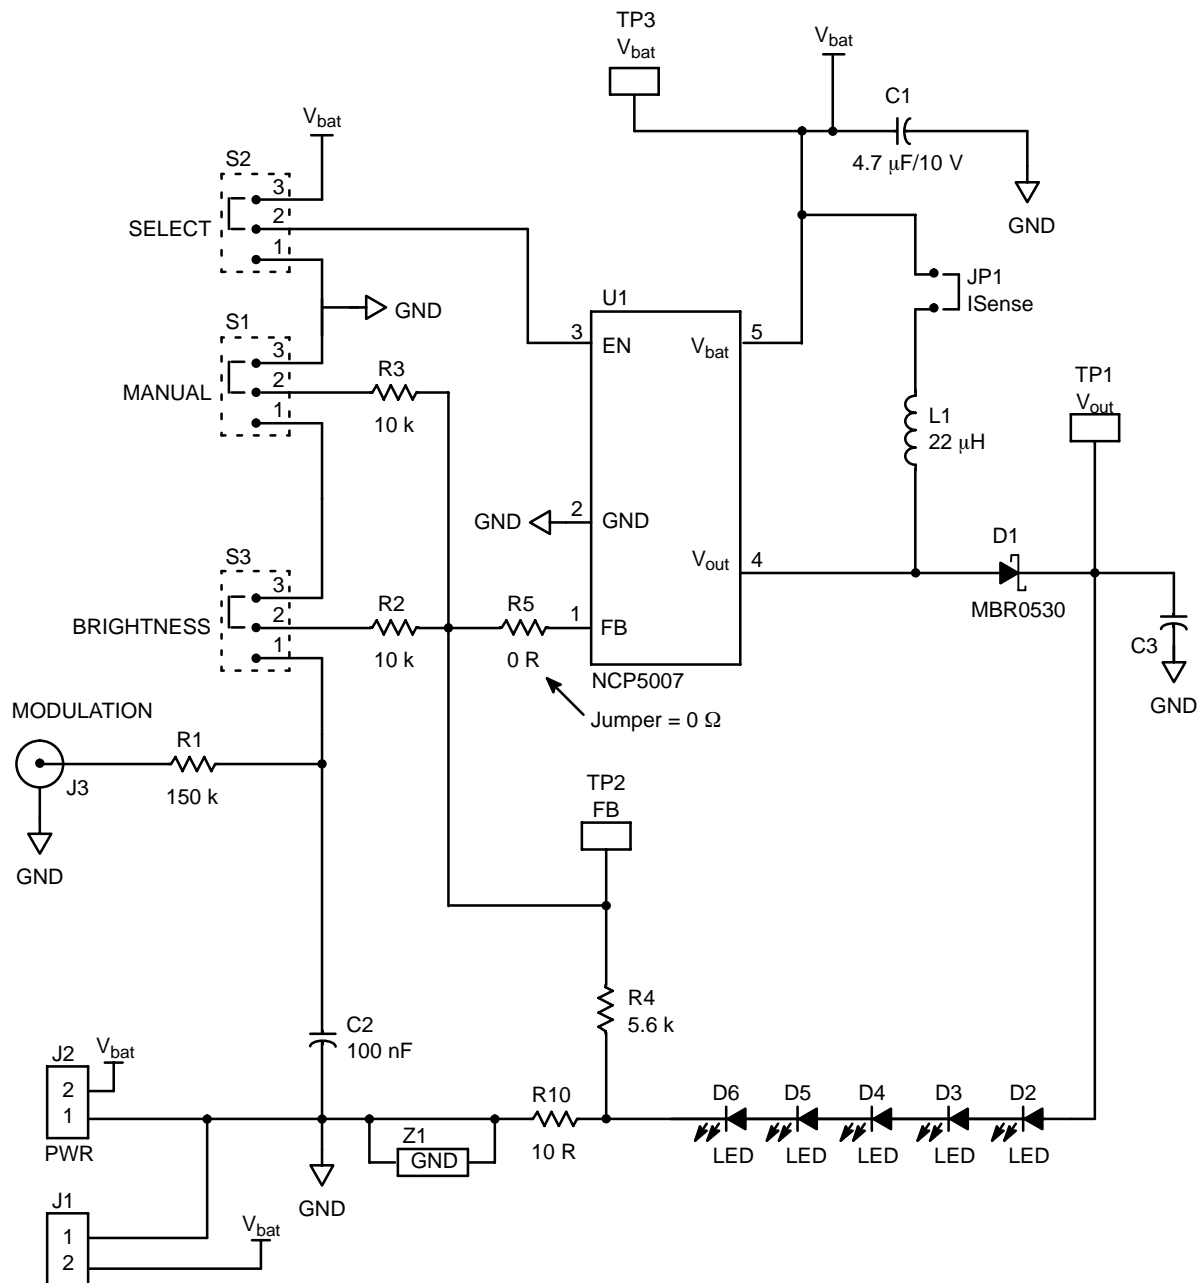 TP3
Vbat
Vbat
C1
4.7 μF/10 V
GND
Vbat
S2
3
2
1
SELECT
GND
S1
3
2
1
MANUAL
R3
10 k
U1
3
EN
Vbat
5
JP1
ISense
L1
22 μH
TP1
Vout
GND
2
GND
Vout
4
D1
MBR0530
C3
GND
S3
3
2
1
BRIGHTNESS
R2
10 k
R5
0 R
1
FB
NCP5007
Jumper = 0 Ω
MODULATION
R1
150 k
J3
GND
TP2
FB
R4
5.6 k
C2
100 nF
J2
Vbat
2
1
PWR
R10
10 R
Z1
GND
GND
D6
D5
D4
D3
D2
LED
LED
LED
LED
LED
J1
1
2
Vbat